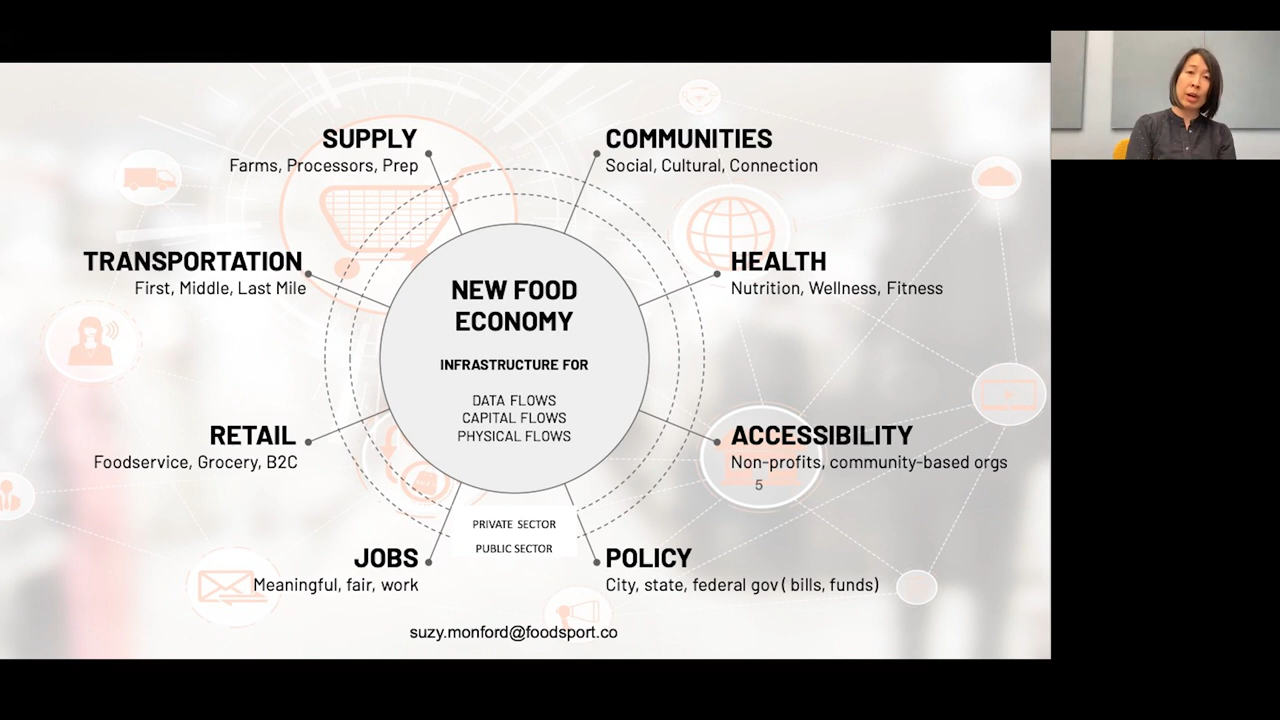 SUPPLY
Farms, Processors, Prep
COMMUNITIES
Social, Cultural, Connection
TRANSPORTATION
First, Middle, Last Mile
HEALTH
Nutrition, Wellness, Fitness
NEW FOOD
ECONOMY
INFRASTRUCTURE FOR
DATA FLOWS
CAPITAL FLOWS
PHYSICAL FLOWS
RETAIL
Foodservice, Grocery, B2C
ACCESSIBILITY
Non-profits, community-based orgs
5
PRIVATE SECTOR
PUBLIC SECTOR
JOBS
Meaningful, fair, work
POLICY
City, state, federal gov ( bills, funds)
suzy.monford@foodsport.co